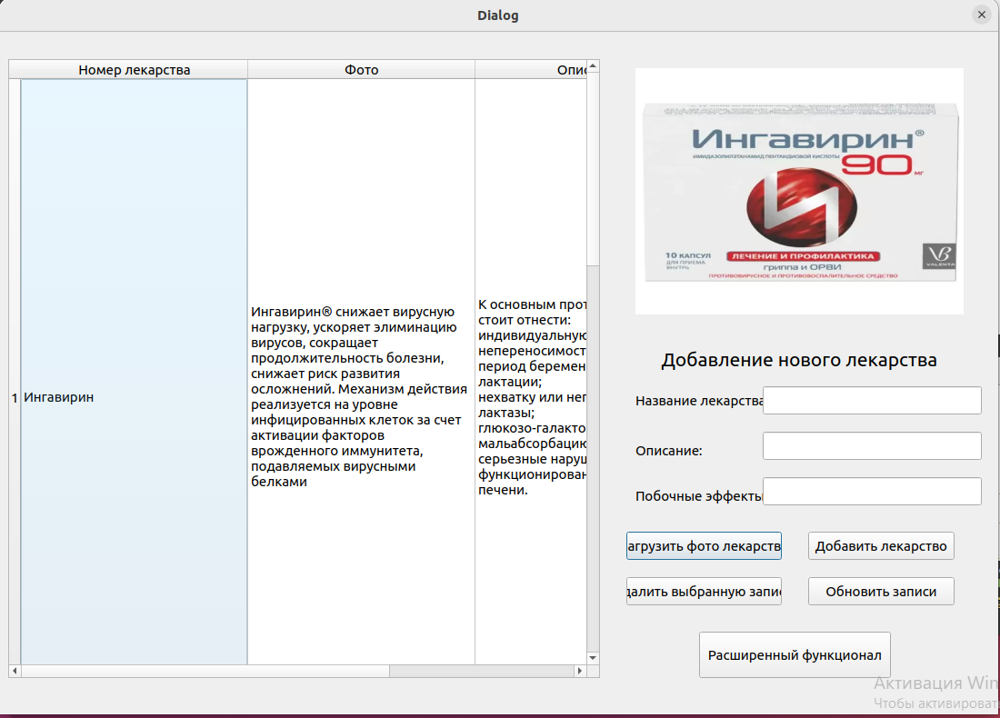 Dialog
Номер лекарства
Фото
Опис
1
Ингавирин
Ингавирин® снижает вирусную
нагрузку, ускоряет элиминацию
вирусов, сокращает
продолжительность болезни,
снижает риск развития
осложнений. Механизм действия
реализуется на уровне
инфицированных клеток за счет
активации факторов
врожденного иммунитета,
подавляемых вирусными
белками
К основным прот
стоит отнести:
индивидуальную
непереносимост
период беремен
лактации;
нехватку или неп
лактазы;
глюкозо-галакто
мальабсорбацию
серьезные наруш
функционирован
печени.
Ингавирин®
ИМИДАЗОЛИЛЭТАНАМИД ПЕНТАНДИОВОЙ КИСЛОТЫ
90 мг
10 КАПСУЛ
ДЛЯ ПРИЕМА
ВНУТРЬ
ЛЕЧЕНИЕ И ПРОФИЛАКТИКА
гриппа и ОРВИ
ПРОТИВОВИРУСНОЕ И ПРОТИВОВОСПАЛИТЕЛЬНОЕ СРЕДСТВО
VALENTA
Добавление нового лекарства
Название лекарства
Описание:
Побочные эффекты
агрузить фото лекарств
Добавить лекарство
далить выбранную запис
Обновить записи
Расширенный функционал
Активация Win
Чтобы активироват